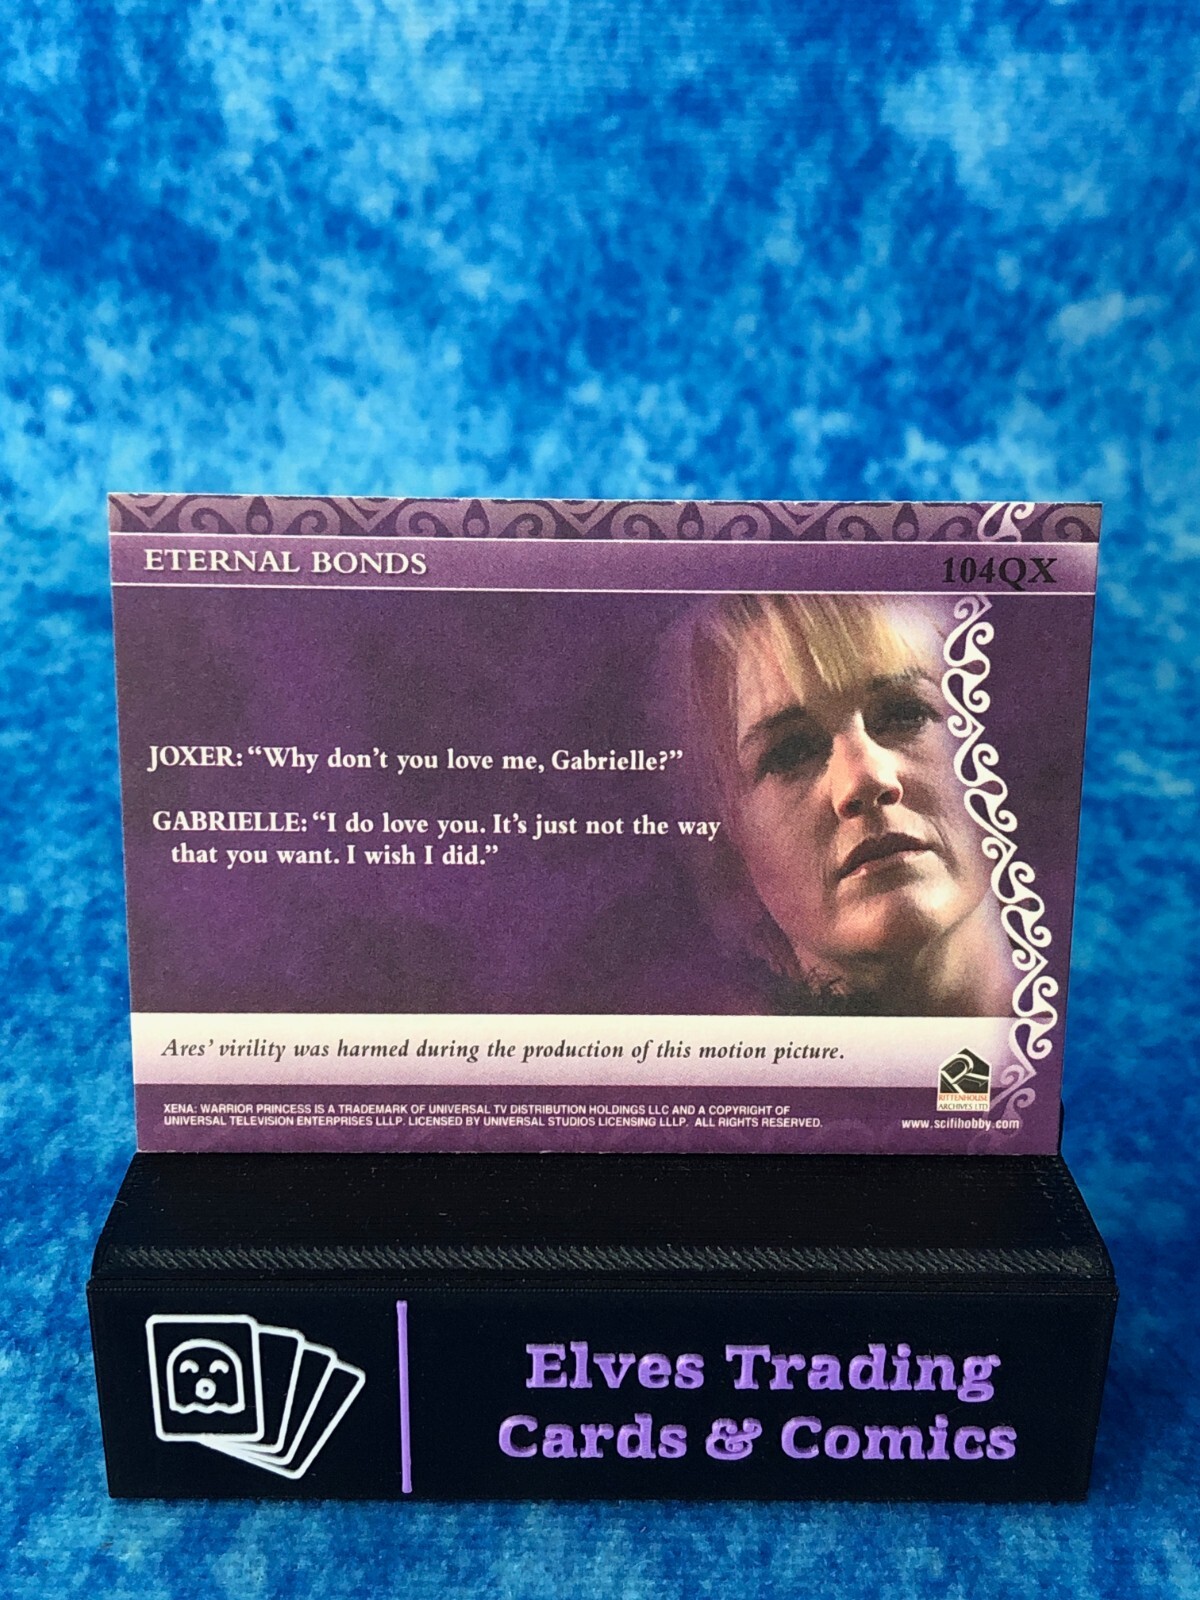 ETERNAL BONDS
104QX
JOXER: “Why don’t you love me, Gabrielle?”
GABRIELLE: “I do love you. It’s just not the way
that you want. I wish I did.”
Ares’ virility was harmed during the production of this motion picture.
RITTENHOUSE
ARCHIVES LTD
XENA: WARRIOR PRINCESS IS A TRADEMARK OF UNIVERSAL TV DISTRIBUTION HOLDINGS LLC AND A COPYRIGHT OF
UNIVERSAL TELEVISION ENTERPRISES LLLP. LICENSED BY UNIVERSAL STUDIOS LICENSING LLLP. ALL RIGHTS RESERVED.
www.scifihobby.com
Elves Trading
Cards & Comics